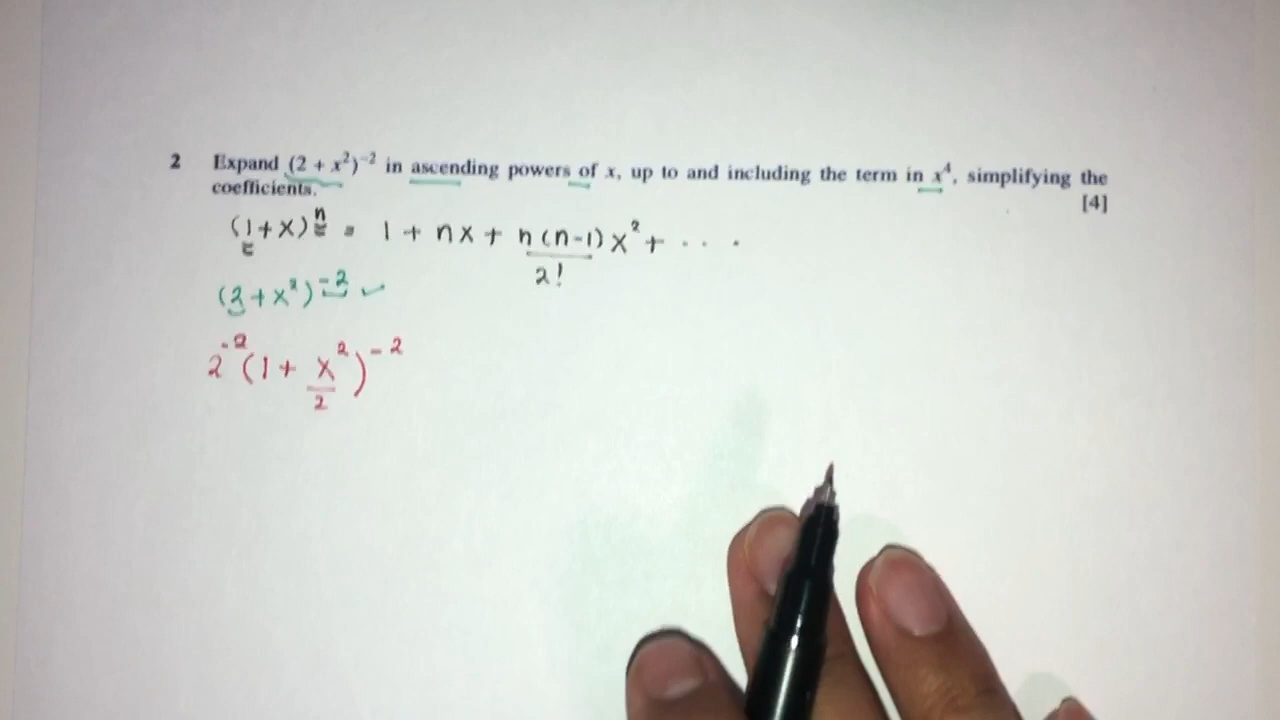 2 Expand (2 + x²)⁻² in ascending powers of x, up to and including the term in x⁴, simplifying the
coefficients. [4]
(1+x)ⁿ = 1 + nx + n(n-1)x² + . . .
2!
(2+x²)⁻² ✓
2⁻²(1 + x²)⁻²
2